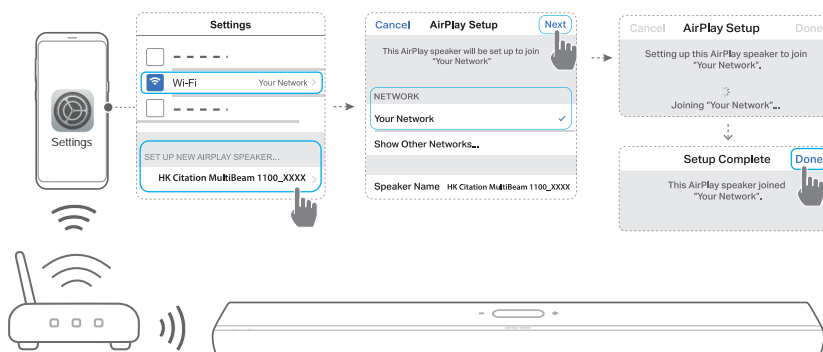 Settings
Settings
Wi-Fi
Your Network >
SET UP NEW AIRPLAY SPEAKER...
HK Citation MultiBeam 1100_XXXX >
Cancel AirPlay Setup Next
This AirPlay speaker will be set up to join
"Your Network"
NETWORK
Your Network ✓
Show Other Networks...
Speaker Name HK Citation MultiBeam 1100_XXXX
Cancel AirPlay Setup Done
Setting up this AirPlay speaker to join
"Your Network".
Joining "Your Network"...
Setup Complete Done
This AirPlay speaker joined
"Your Network".